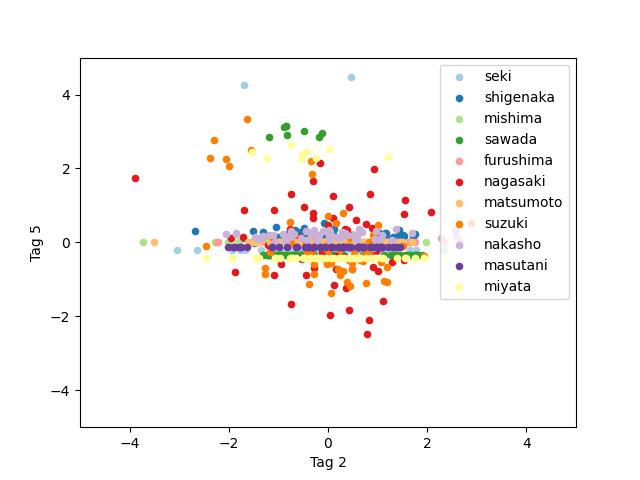 4
2
0
−2
−4
Tag 5
−4
−2
0
2
4
Tag 2
seki
shigenaka
mishima
sawada
furushima
nagasaki
matsumoto
suzuki
nakasho
masutani
miyata